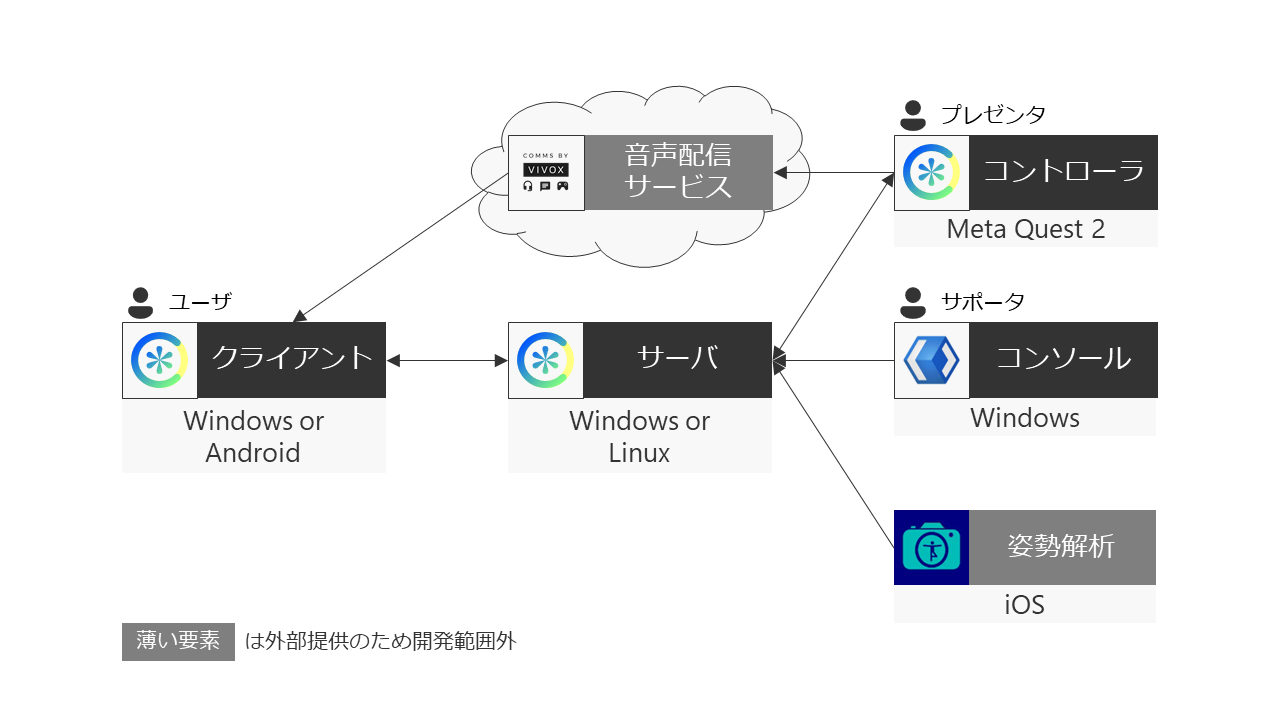 プレゼンタ
COMMS BY
VIVOX
音声配信
サービス
コントローラ
Meta Quest 2
ユーザ
サポータ
クライアント
サーバ
コンソール
Windows or
Android
Windows or
Linux
Windows
姿勢解析
iOS
薄い要素 は外部提供のため開発範囲外